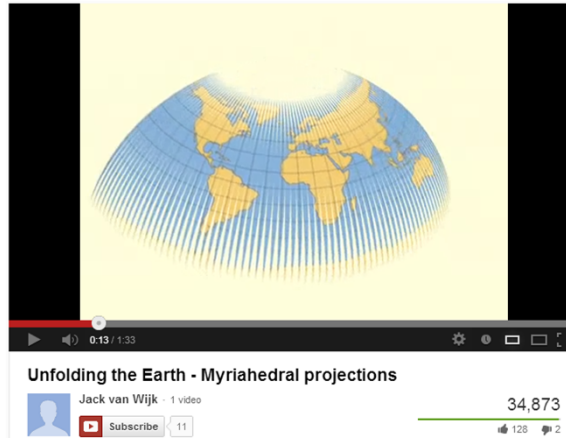 0:13 / 1:33
Unfolding the Earth - Myriahedral projections
Jack van Wijk · 1 video
34,873
Subscribe 11
128 2